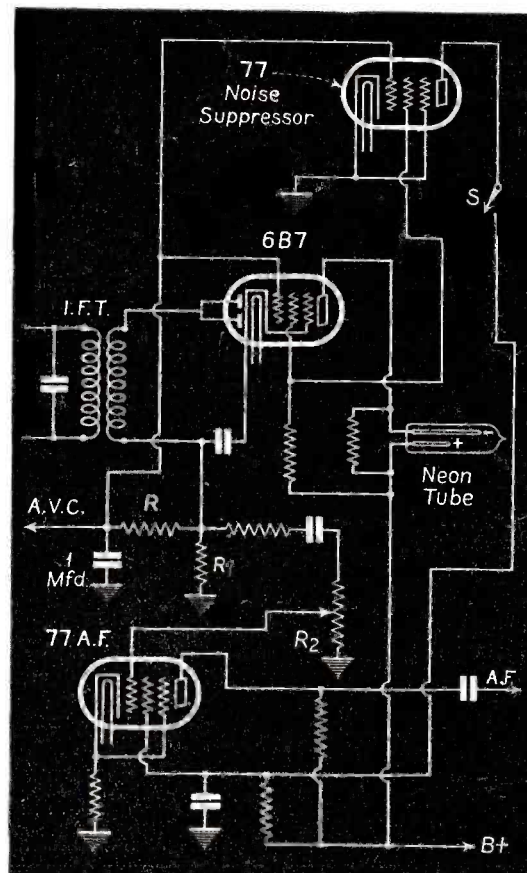 77
Noise
Suppressor
S
6B7
I.F.T.
+
-
Neon
Tube
A.V.C.
R
1
Mfd.
R1
R2
77 A.F.
A.F.
B+